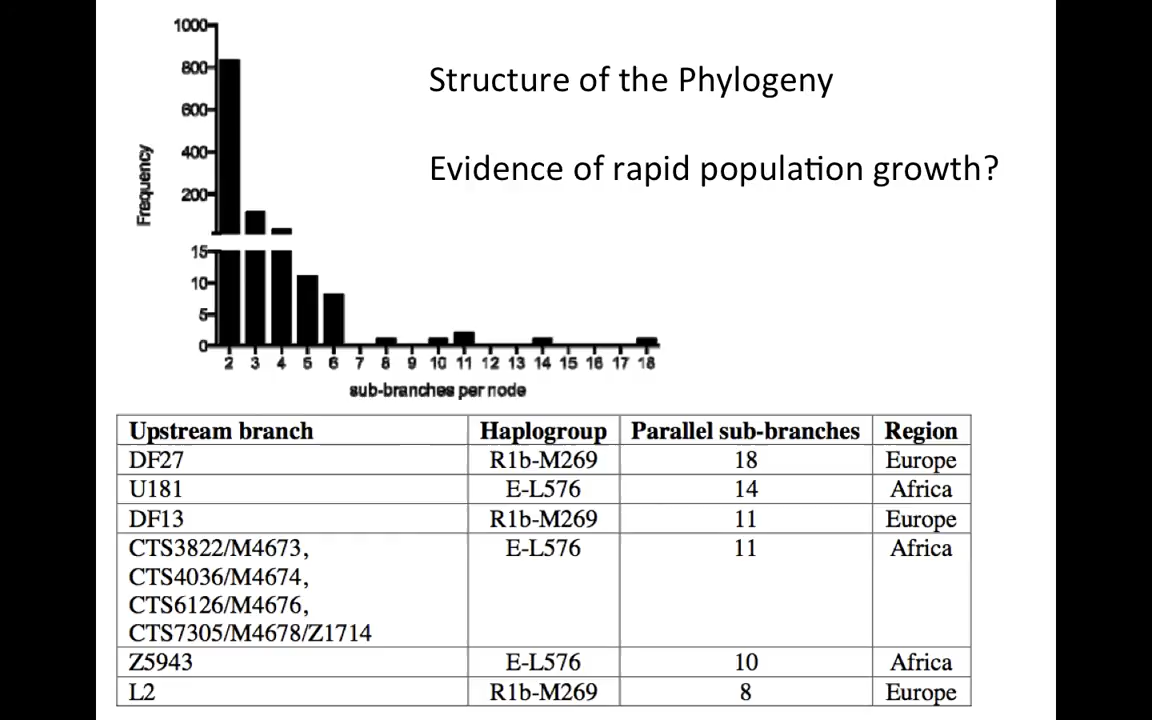 1000
800
600
400
200
15
10
5
0
Frequency
2 3 4 5 6 7 8 9 10 11 12 13 14 15 16 17 18
sub-branches per node
Structure of the Phylogeny
Evidence of rapid population growth?
Upstream branch Haplogroup Parallel sub-branches Region
DF27 R1b-M269 18 Europe
U181 E-L576 14 Africa
DF13 R1b-M269 11 Europe
CTS3822/M4673, E-L576 11 Africa
CTS4036/M4674,
CTS6126/M4676,
CTS7305/M4678/Z1714
Z5943 E-L576 10 Africa
L2 R1b-M269 8 Europe